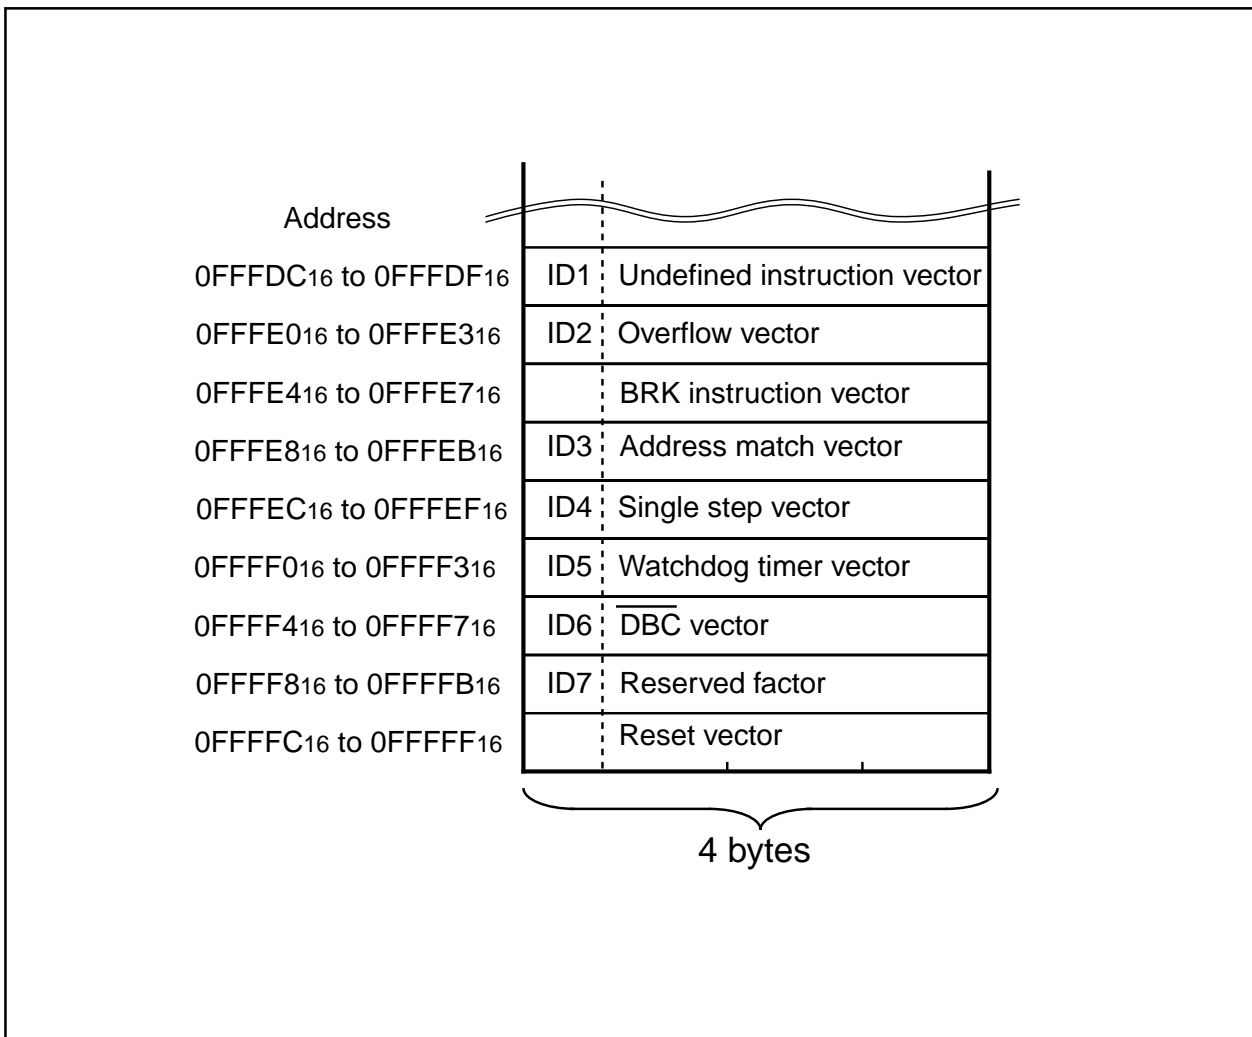 Address
0FFFDC16 to 0FFFDF16 ID1 Undefined instruction vector
0FFFE016 to 0FFFE316 ID2 Overflow vector
0FFFE416 to 0FFFE716 BRK instruction vector
0FFFE816 to 0FFFEB16 ID3 Address match vector
0FFFEC16 to 0FFFEF16 ID4 Single step vector
0FFFF016 to 0FFFF316 ID5 Watchdog timer vector
0FFFF416 to 0FFFF716 ID6 D̅B̅C̅ vector
0FFFF816 to 0FFFFB16 ID7 Reserved factor
0FFFFC16 to 0FFFFF16 Reset vector
4 bytes